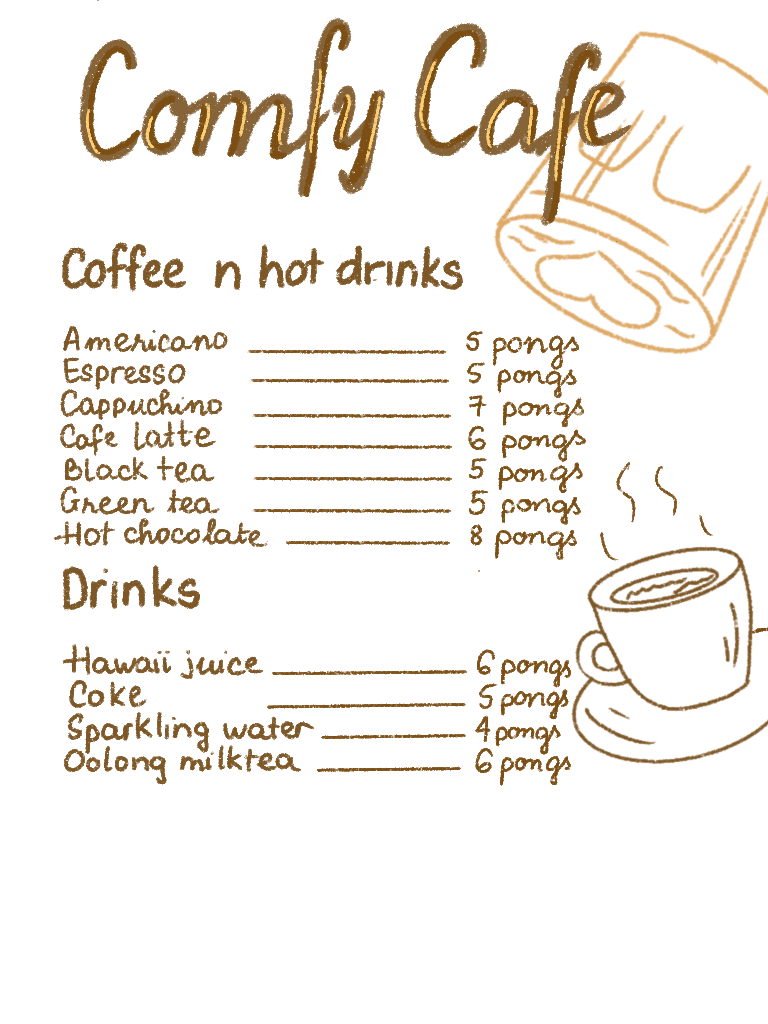 Comfy Cafe
Coffee n hot drinks
Americano 5 pongs
Espresso 5 pongs
Cappuchino 7 pongs
Cafe latte 6 pongs
Black tea 5 pongs
Green tea 5 pongs
Hot chocolate 8 pongs
Drinks
Hawaii juice 6 pongs
Coke 5 pongs
Sparkling water 4 pongs
Oolong milktea 6 pongs